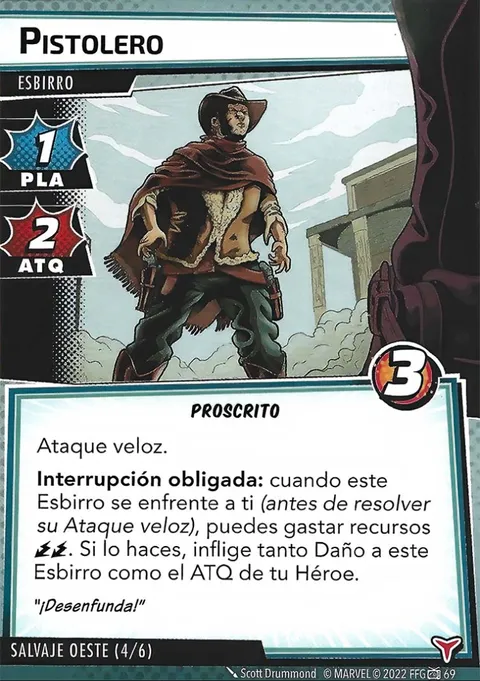 PISTOLERO
ESBIRRO
1
PLA
2
ATQ
3
PROSCRITO
Ataque veloz.
Interrupción obligada: cuando este
Esbirro se enfrente a ti (antes de resolver
su Ataque veloz), puedes gastar recursos
. Si lo haces, inflige tanto Daño a este
Esbirro como el ATQ de tu Héroe.
"¡Desenfunda!"
SALVAJE OESTE (4/6)
Scott Drummond © MARVEL © 2022 FFG 69